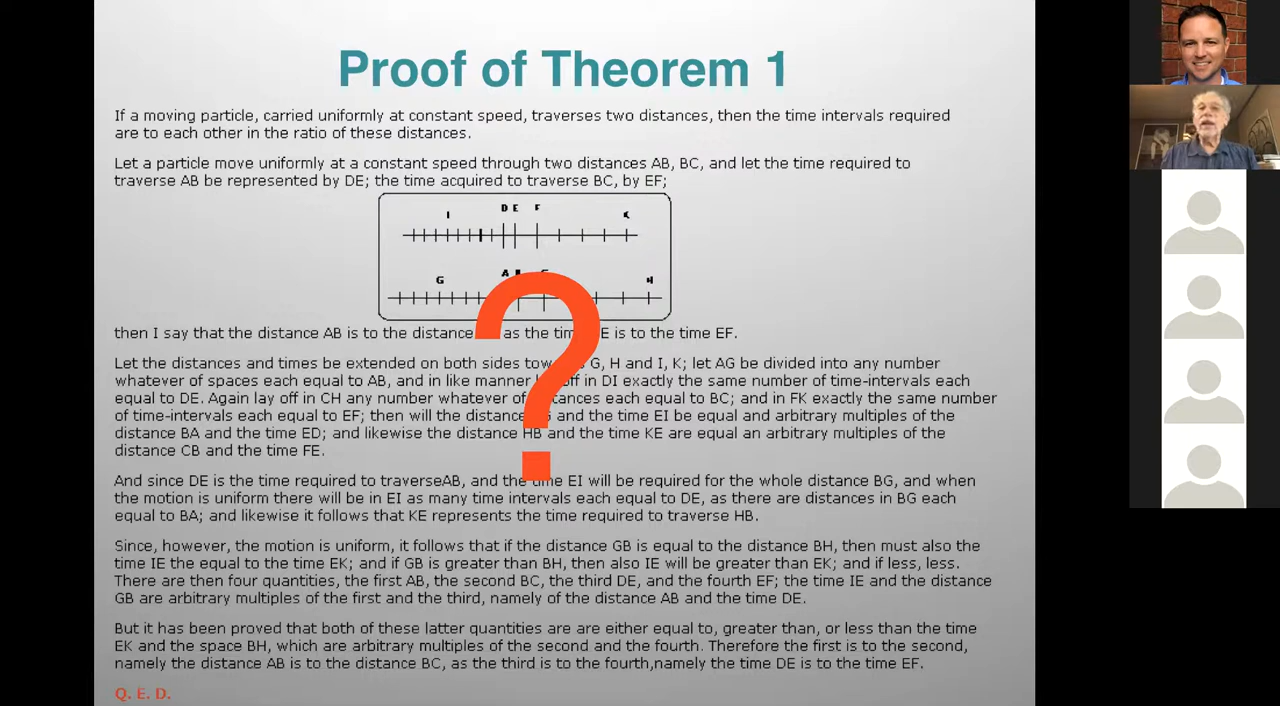 Proof of Theorem 1
If a moving particle, carried uniformly at constant speed, traverses two distances, then the time intervals required
are to each other in the ratio of these distances.
Let a particle move uniformly at a constant speed through two distances AB, BC, and let the time required to
traverse AB be represented by DE; the time acquired to traverse BC, by EF;
I D E F K
G A H
then I say that the distance AB is to the distance as the time is to the time EF.
Let the distances and times be extended on both sides towards G, H and I, K; let AG be divided into any number
whatever of spaces each equal to AB, and in like manner off in DI exactly the same number of time-intervals each
equal to DE. Again lay off in CH any number whatever of distances each equal to BC; and in FK exactly the same number
of time-intervals each equal to EF; then will the distance and the time EI be equal and arbitrary multiples of the
distance BA and the time ED; and likewise the distance HB and the time KE are equal an arbitrary multiples of the
distance CB and the time FE.
And since DE is the time required to traverseAB, and the time EI will be required for the whole distance BG, and when
the motion is uniform there will be in EI as many time intervals each equal to DE, as there are distances in BG each
equal to BA; and likewise it follows that KE represents the time required to traverse HB.
Since, however, the motion is uniform, it follows that if the distance GB is equal to the distance BH, then must also the
time IE the equal to the time EK; and if GB is greater than BH, then also IE will be greater than EK; and if less, less.
There are then four quantities, the first AB, the second BC, the third DE, and the fourth EF; the time IE and the distance
GB are arbitrary multiples of the first and the third, namely of the distance AB and the time DE.
But it has been proved that both of these latter quantities are are either equal to, greater than, or less than the time
EK and the space BH, which are arbitrary multiples of the second and the fourth. Therefore the first is to the second,
namely the distance AB is to the distance BC, as the third is to the fourth,namely the time DE is to the time EF.
Q. E. D.
?